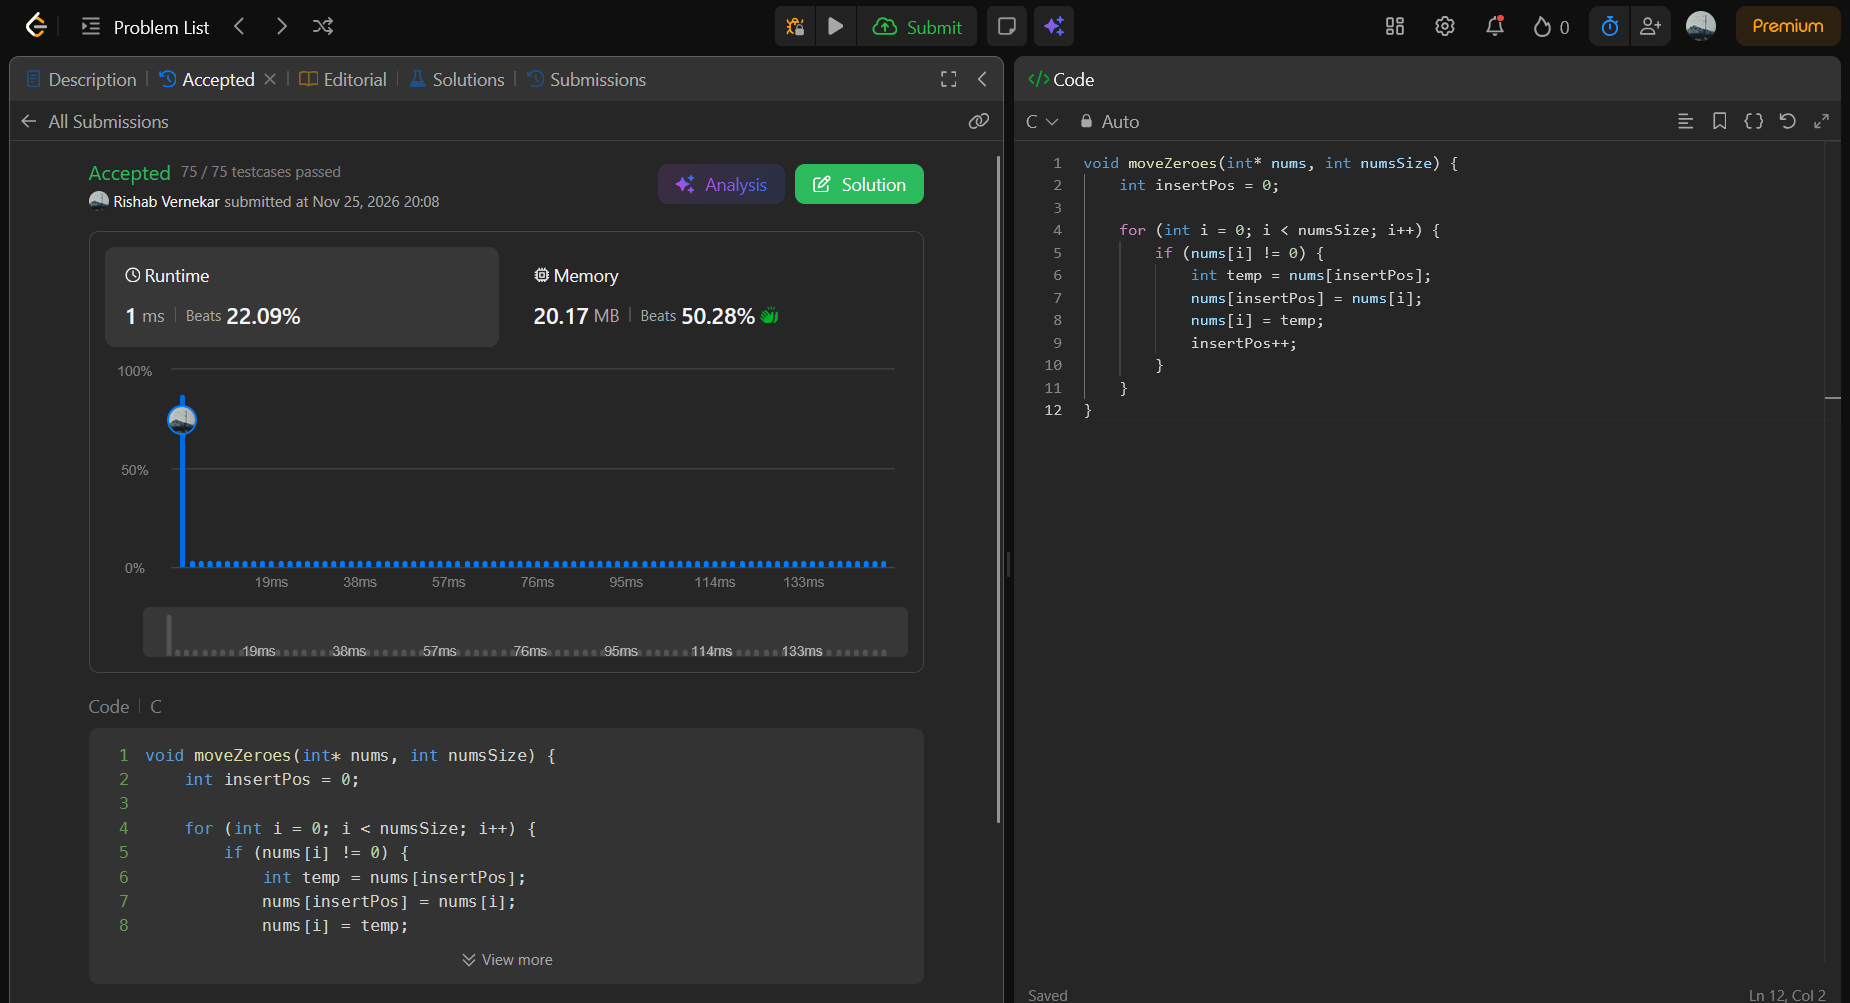 Problem List
Submit
0
Premium
Description
Accepted
Editorial
Solutions
Submissions
All Submissions
Accepted 75 / 75 testcases passed
Rishab Vernekar submitted at Nov 25, 2026 20:08
Analysis
Solution
Runtime
1 ms Beats 22.09%
Memory
20.17 MB Beats 50.28%
100%
50%
0%
19ms 38ms 57ms 76ms 95ms 114ms 133ms
19ms 38ms 57ms 76ms 95ms 114ms 133ms
Code C
1 void moveZeroes(int* nums, int numsSize) {
2     int insertPos = 0;
3
4     for (int i = 0; i < numsSize; i++) {
5         if (nums[i] != 0) {
6             int temp = nums[insertPos];
7             nums[insertPos] = nums[i];
8             nums[i] = temp;
View more
</> Code
C Auto
1 void moveZeroes(int* nums, int numsSize) {
2     int insertPos = 0;
3
4     for (int i = 0; i < numsSize; i++) {
5         if (nums[i] != 0) {
6             int temp = nums[insertPos];
7             nums[insertPos] = nums[i];
8             nums[i] = temp;
9             insertPos++;
10         }
11     }
12 }
Saved
Ln 12, Col 2